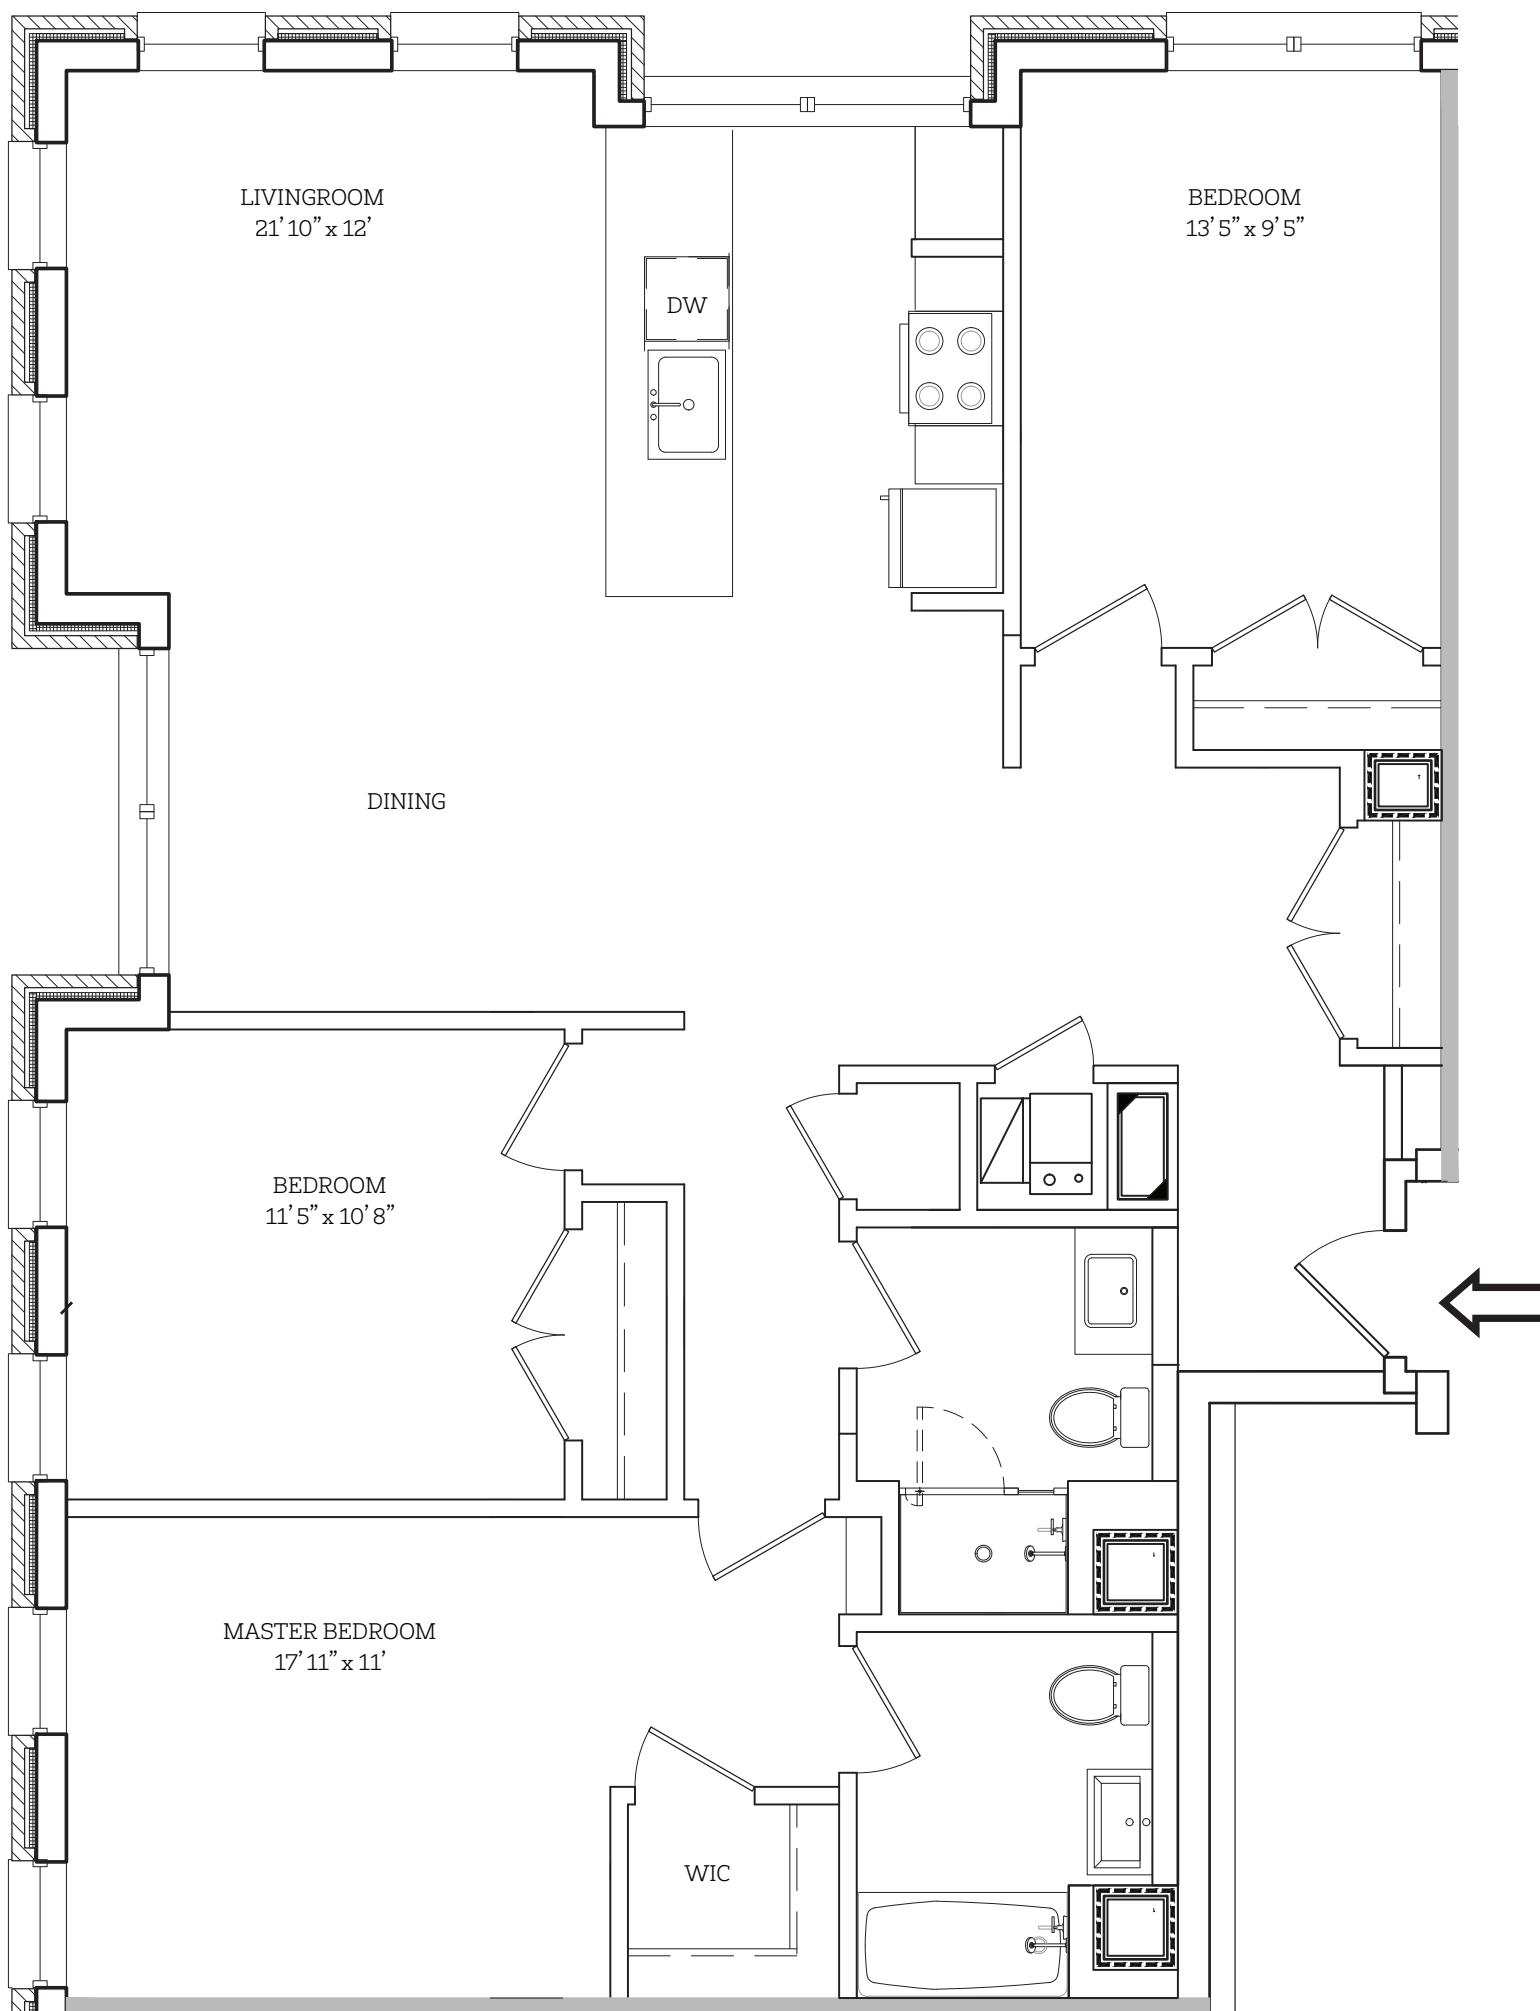 LIVINGROOM
21’ 10” x 12’
BEDROOM
13’ 5” x 9’ 5”
DW
DINING
BEDROOM
11’ 5” x 10’ 8”
MASTER BEDROOM
17’ 11” x 11’
WIC